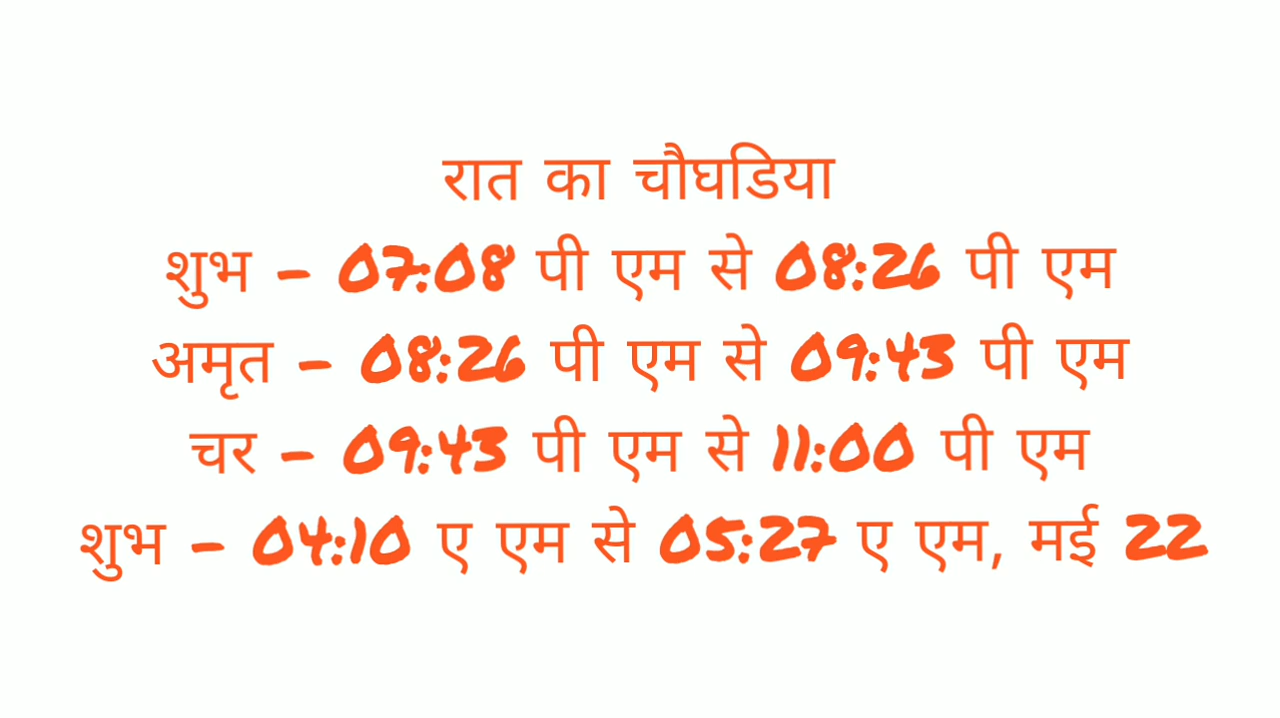 रात का चौघडिया
शुभ – 07:08 पी एम से 08:26 पी एम
अमृत – 08:26 पी एम से 09:43 पी एम
चर – 09:43 पी एम से 11:00 पी एम
शुभ – 04:10 ए एम से 05:27 ए एम, मई 22